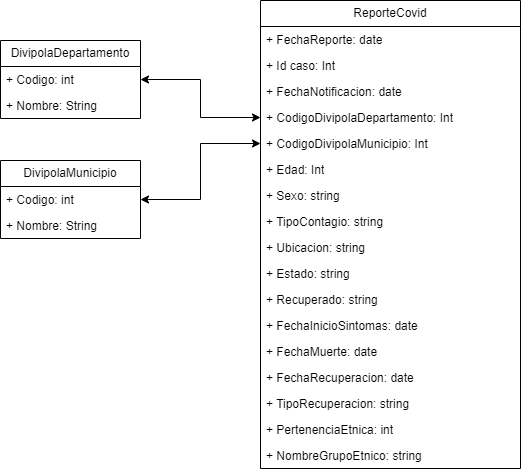 DivipolaDepartamento
+ Codigo: int
+ Nombre: String
DivipolaMunicipio
+ Codigo: int
+ Nombre: String
ReporteCovid
+ FechaReporte: date
+ Id caso: Int
+ FechaNotificacion: date
+ CodigoDivipolaDepartamento: Int
+ CodigoDivipolaMunicipio: Int
+ Edad: Int
+ Sexo: string
+ TipoContagio: string
+ Ubicacion: string
+ Estado: string
+ Recuperado: string
+ FechaInicioSintomas: date
+ FechaMuerte: date
+ FechaRecuperacion: date
+ TipoRecuperacion: string
+ PertenenciaEtnica: int
+ NombreGrupoEtnico: string